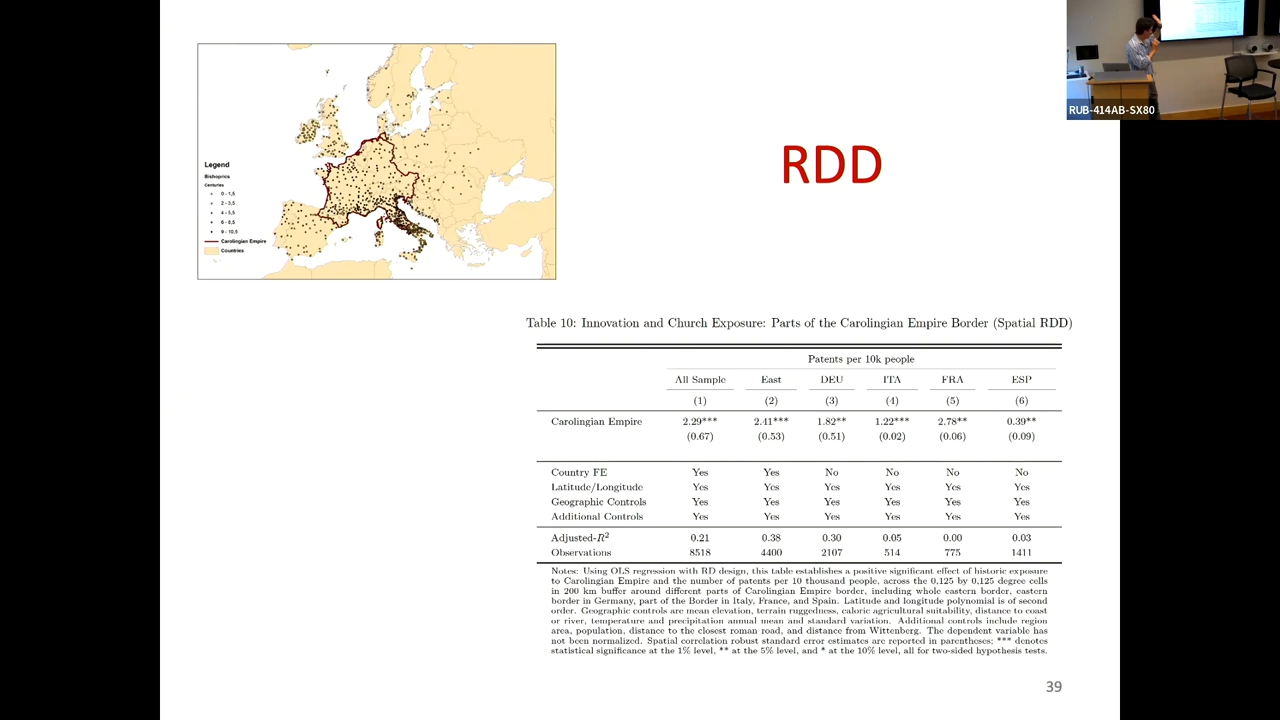 RUB-414AB-SX80
Legend
Bishoprics
Centuries
0 - 1,5
2 - 3,5
4 - 5,5
6 - 8,5
9 - 10,5
Carolingian Empire
Countries
RDD
Table 10: Innovation and Church Exposure: Parts of the Carolingian Empire Border (Spatial RDD)
Patents per 10k people
All Sample East DEU ITA FRA ESP
(1) (2) (3) (4) (5) (6)
Carolingian Empire 2.29*** 2.41*** 1.82** 1.22*** 2.78** 0.39**
(0.67) (0.53) (0.51) (0.02) (0.06) (0.09)
Country FE Yes Yes No No No No
Latitude/Longitude Yes Yes Yes Yes Yes Yes
Geographic Controls Yes Yes Yes Yes Yes Yes
Additional Controls Yes Yes Yes Yes Yes Yes
Adjusted-R² 0.21 0.38 0.30 0.05 0.00 0.03
Observations 8518 4400 2107 514 775 1411
Notes: Using OLS regression with RD design, this table establishes a positive significant effect of historic exposure
to Carolingian Empire and the number of patents per 10 thousand people, across the 0.125 by 0,125 degree cells
in 200 km buffer around different parts of Carolingian Empire border, including whole eastern border, eastern
border in Germany, part of the Border in Italy, France, and Spain. Latitude and longitude polynomial is of second
order. Geographic controls are mean elevation, terrain ruggedness, caloric agricultural suitability, distance to coast
or river, temperature and precipitation annual mean and standard variation. Additional controls include region
area, population, distance to the closest roman road, and distance from Wittenberg. The dependent variable has
not been normalized. Spatial correlation robust standard error estimates are reported in parentheses; *** denotes
statistical significance at the 1% level, ** at the 5% level, and * at the 10% level, all for two-sided hypothesis tests.
39